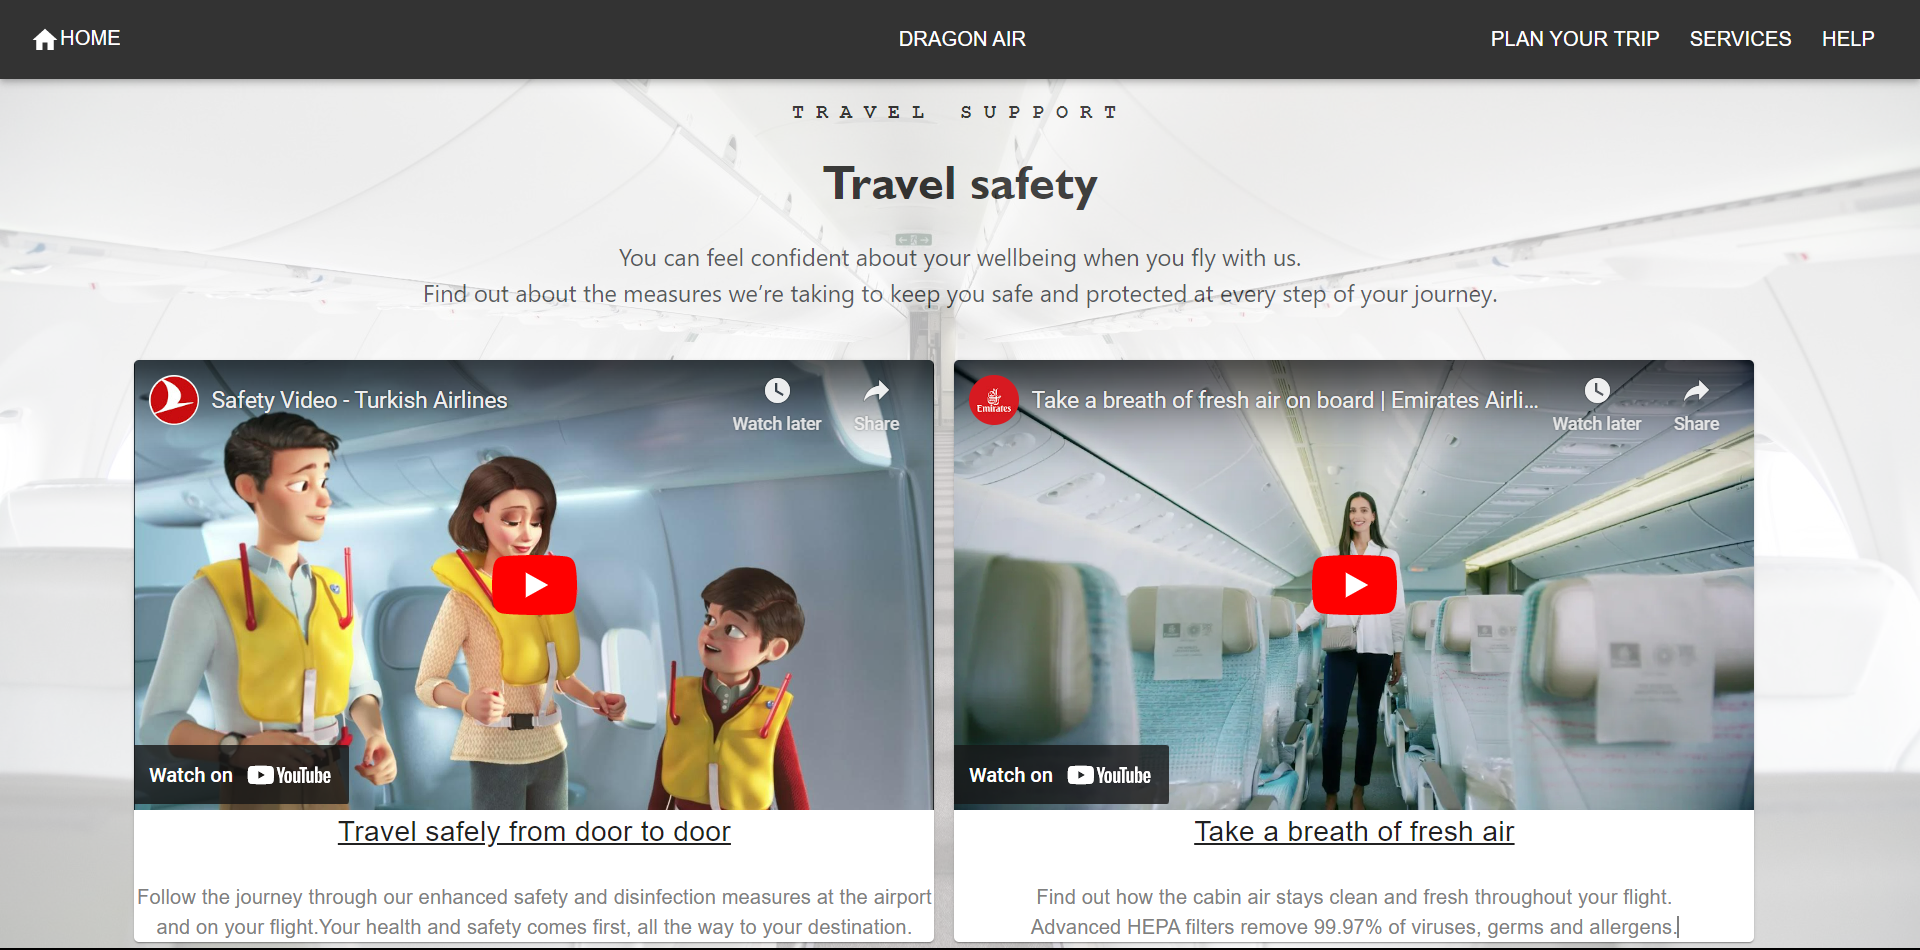 HOME
DRAGON AIR
PLAN YOUR TRIP
SERVICES
HELP
TRAVEL SUPPORT
Travel safety
You can feel confident about your wellbeing when you fly with us.
Find out about the measures we’re taking to keep you safe and protected at every step of your journey.
Safety Video - Turkish Airlines
Watch later
Share
Watch on YouTube
Travel safely from door to door
Follow the journey through our enhanced safety and disinfection measures at the airport
and on your flight.Your health and safety comes first, all the way to your destination.
Emirates
Take a breath of fresh air on board | Emirates Airli...
Watch later
Share
Watch on YouTube
Take a breath of fresh air
Find out how the cabin air stays clean and fresh throughout your flight.
Advanced HEPA filters remove 99.97% of viruses, germs and allergens.